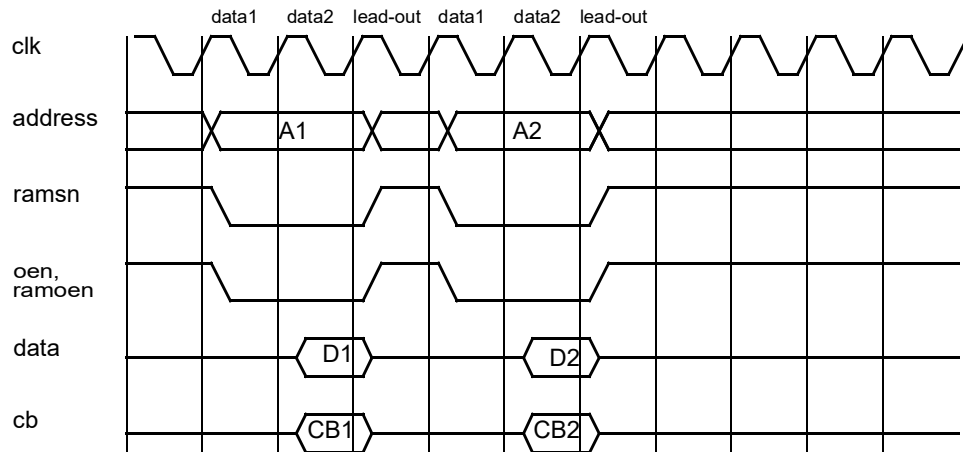 data1 data2 lead-out data1 data2 lead-out
clk
address A1 A2
ramsn
oen,
ramoen
data D1 D2
cb CB1 CB2